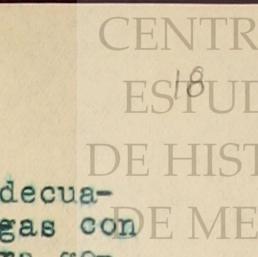 CENTR
ESTUD
18
DE HIST
decua-
gas con
DE ME